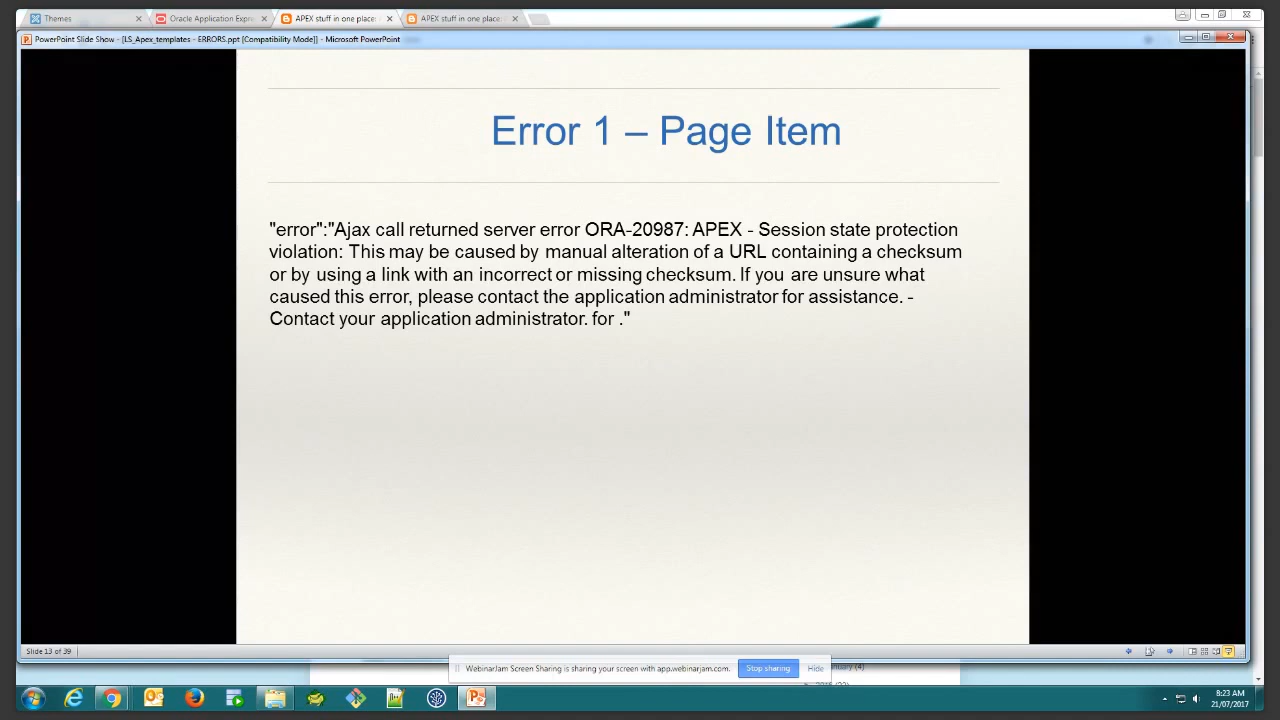 Themes
Oracle Application Expr
APEX stuff in one place:
APEX stuff in one place:
PowerPoint Slide Show - [LS_Apex_templates - ERRORS.ppt [Compatibility Mode]] - Microsoft PowerPoint
Error 1 – Page Item
"error":"Ajax call returned server error ORA-20987: APEX - Session state protection
violation: This may be caused by manual alteration of a URL containing a checksum
or by using a link with an incorrect or missing checksum. If you are unsure what
caused this error, please contact the application administrator for assistance. -
Contact your application administrator. for ."
Slide 13 of 39
WebinarJam Screen Sharing is sharing your screen with app.webinarjam.com.
Stop sharing
Hide
8:23 AM
21/07/2017